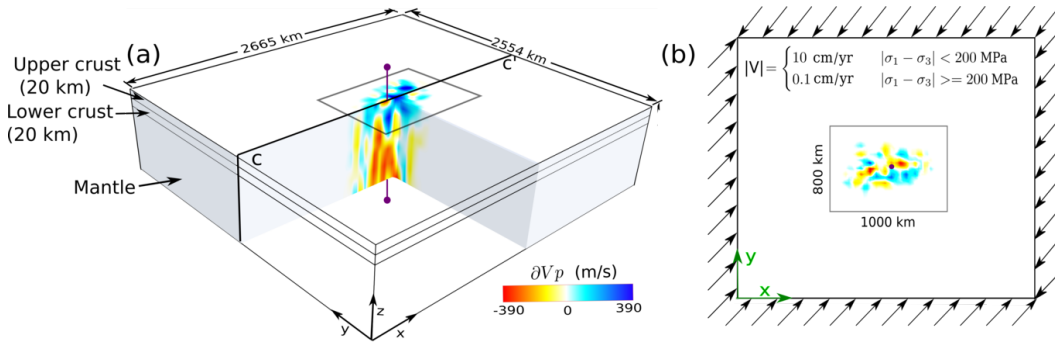 (a)
2665 km
2554 km
c'
Upper crust
(20 km)
Lower crust
(20 km)
Mantle
c
∂Vp (m/s)
-390 0 390
z
y x
(b)
|V|= { 10 cm/yr |σ₁ − σ₃| < 200 MPa
0.1 cm/yr |σ₁ − σ₃| >= 200 MPa
800 km
1000 km
y
x